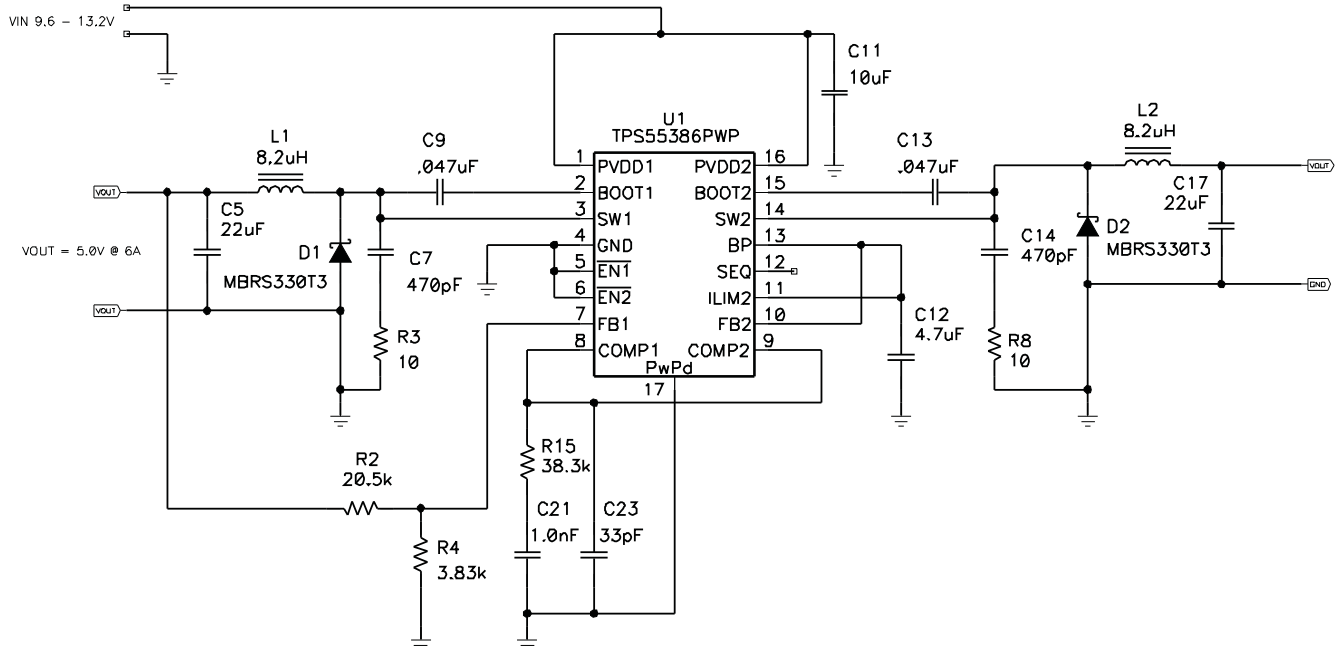 VIN 9.6 - 13.2V
C11
10uF
U1
TPS55386PWP
L1
8.2uH
C9
.047uF
C13
.047uF
L2
8.2uH
1 PVDD1 PVDD2 16
2 BOOT1 BOOT2 15
3 SW1 SW2 14
4 GND BP 13
5 EN1 SEQ 12
6 EN2 ILIM2 11
7 FB1 FB2 10
8 COMP1 COMP2 9
PwPd
17
VOUT
VOUT
C5
22uF
VOUT = 5.0V @ 6A
D1
MBRS330T3
C7
470pF
VOUT
R3
10
C17
22uF
C14
470pF
D2
MBRS330T3
GND
C12
4.7uF
R8
10
R15
38.3k
R2
20.5k
C21
1.0nF
C23
33pF
R4
3.83k